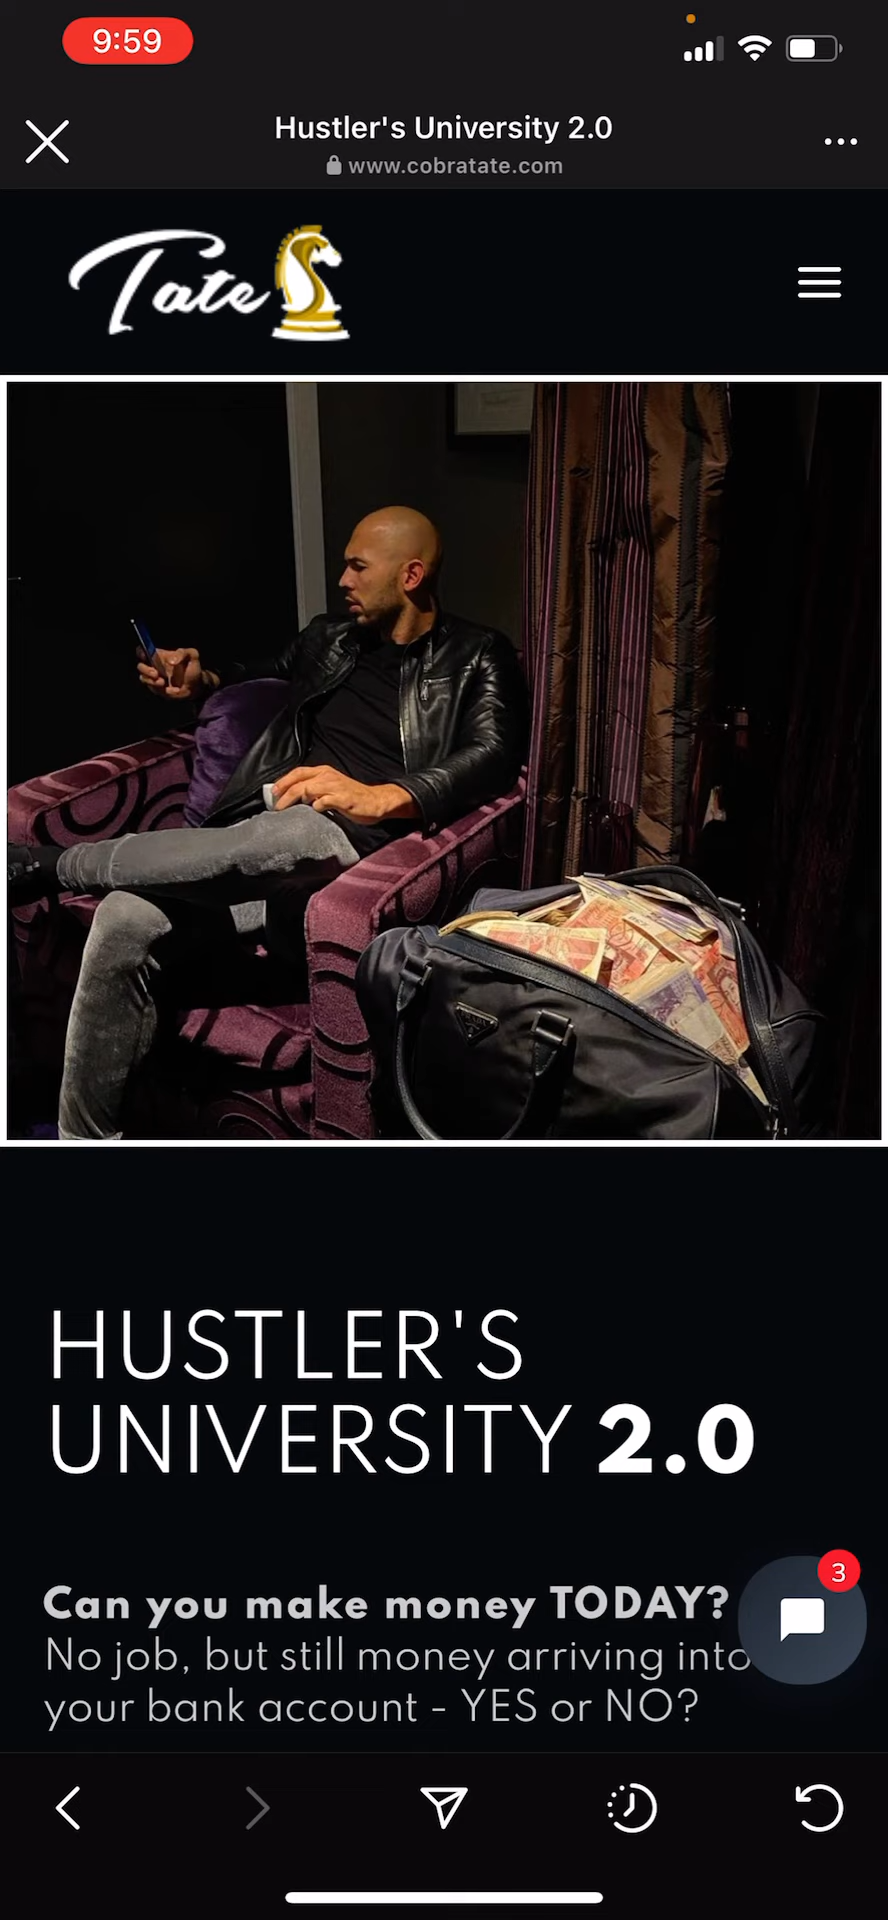 9:59
Hustler's University 2.0
www.cobratate.com
Tate
PRADA
HUSTLER'S
UNIVERSITY 2.0
Can you make money TODAY?
No job, but still money arriving into
your bank account - YES or NO?
3